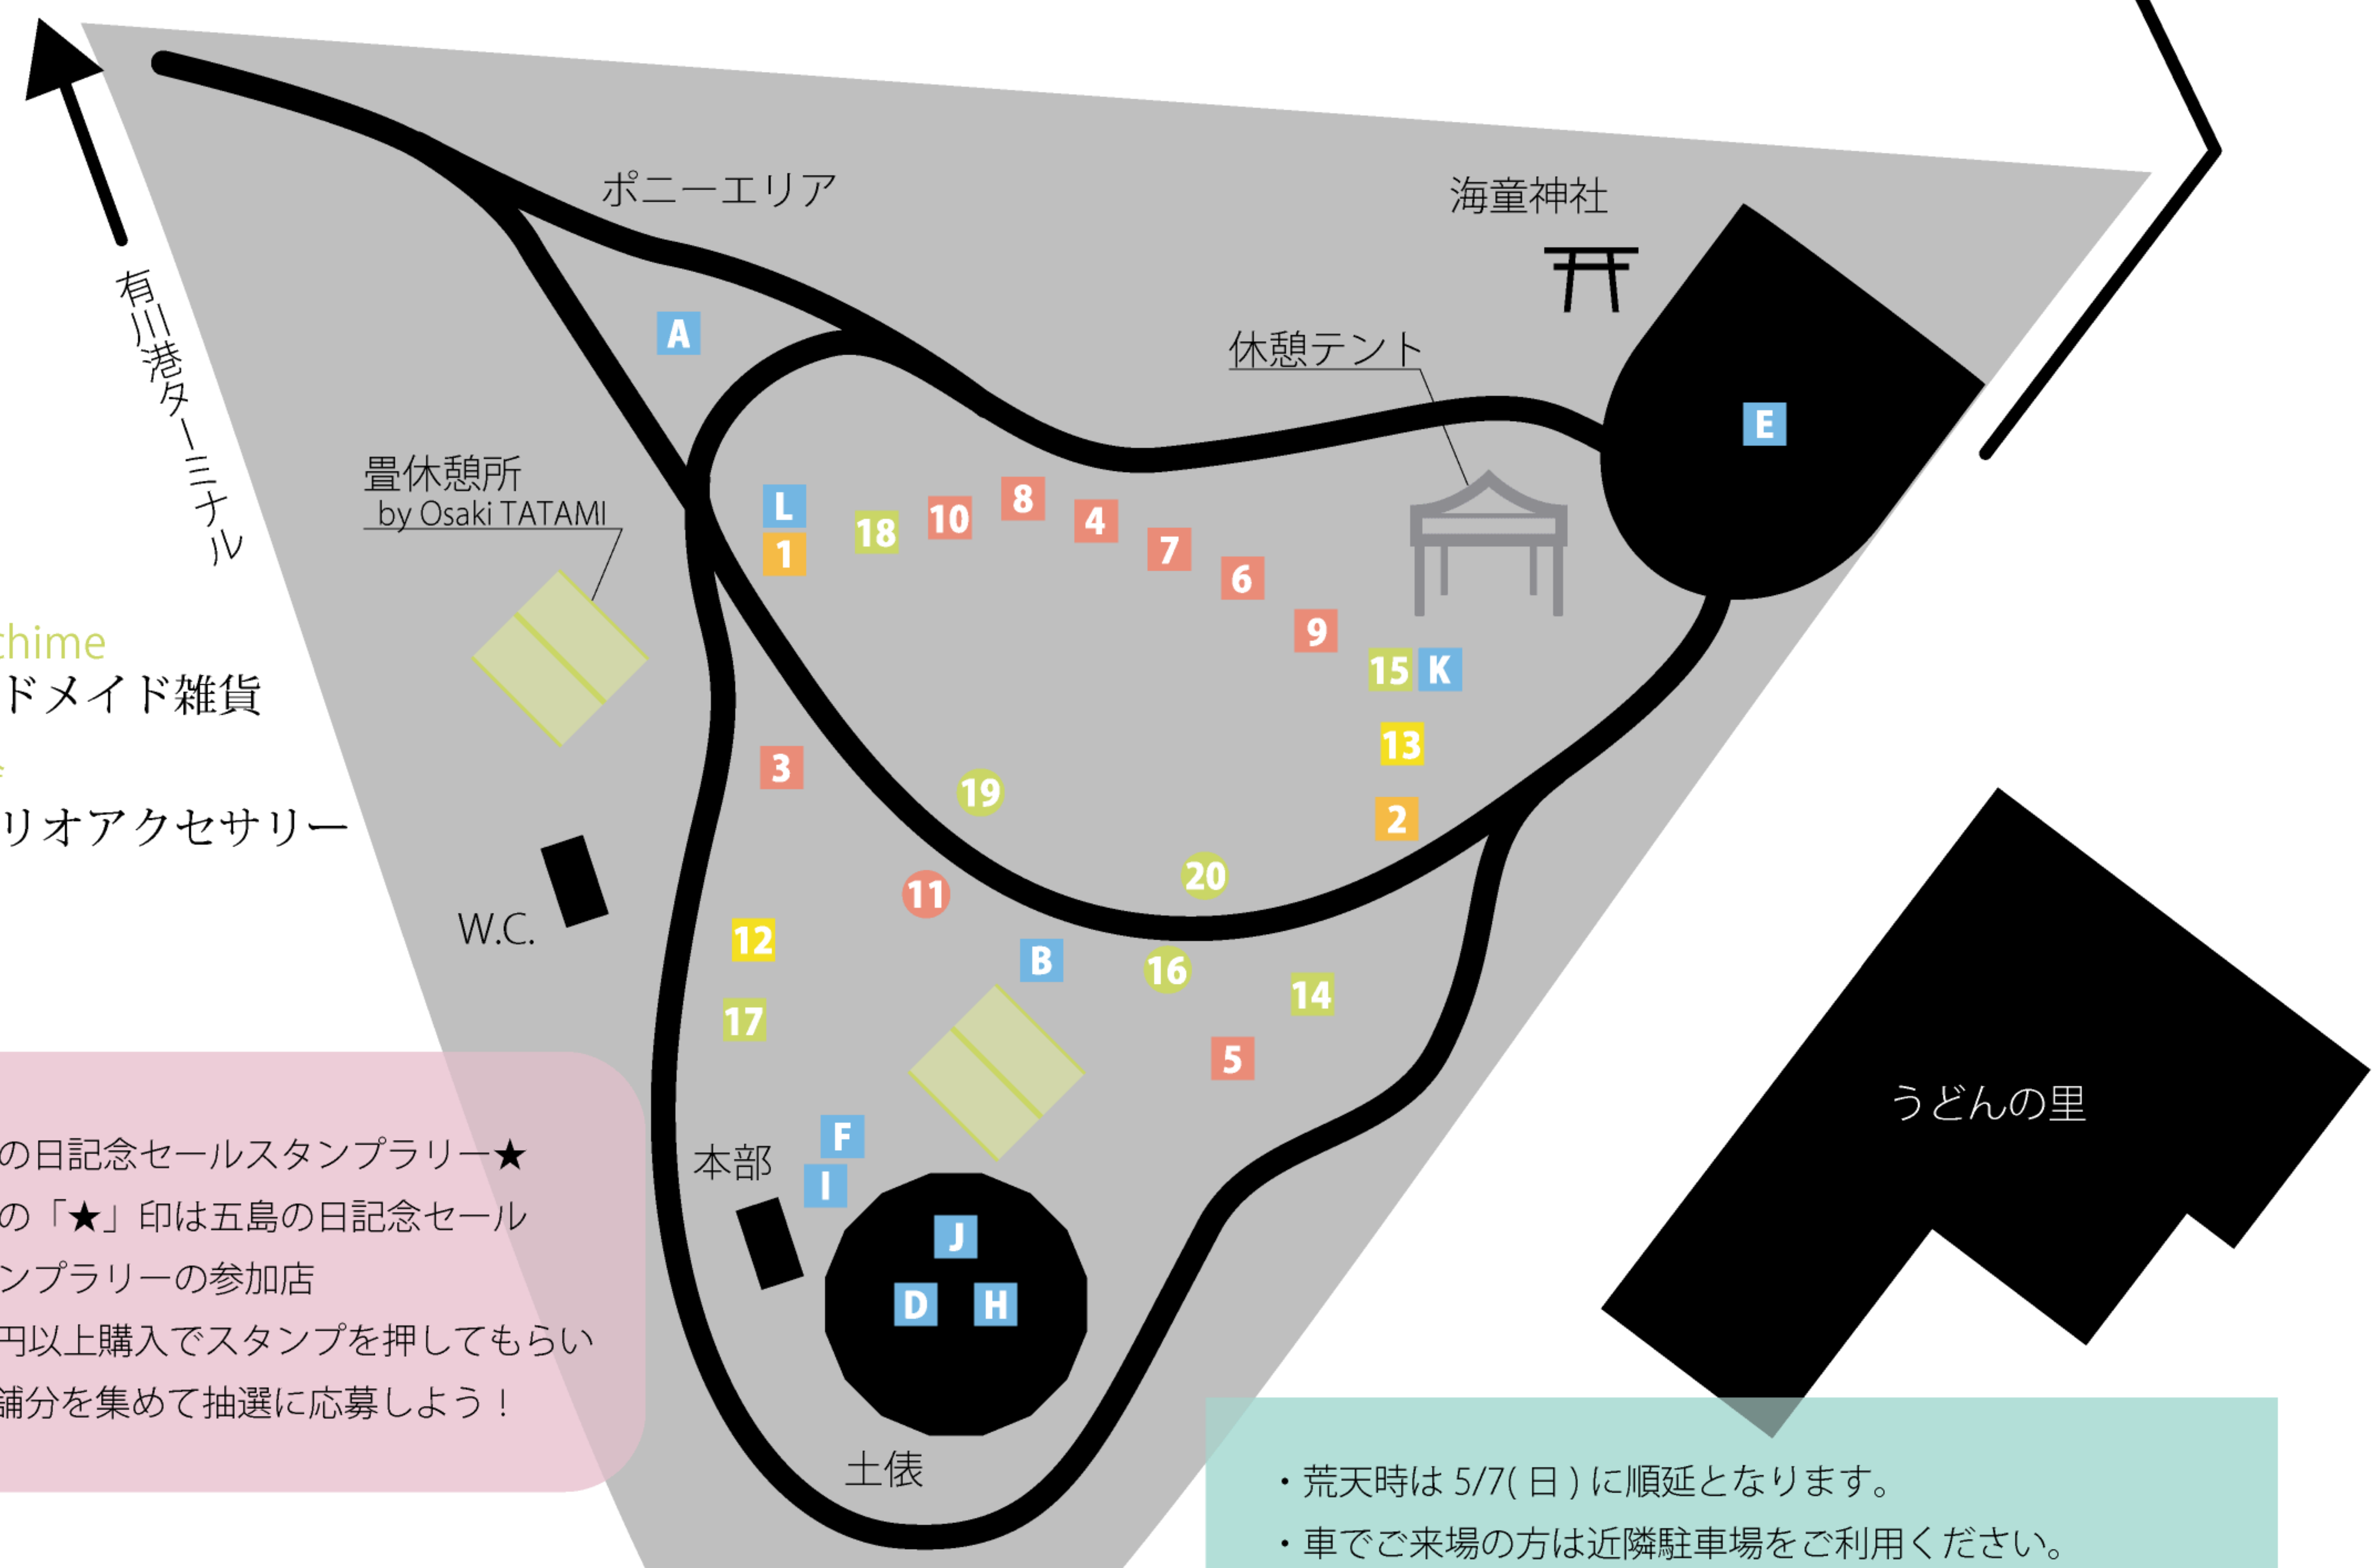 ポニーエリア
海童神社
有川港ターミナル
A
休憩テント
E
畳休憩所
by Osaki TATAMI
L
18
10
8
4
7
6
9
1
15
K
13
2
chime
ドメイド雑貨
リオアクセサリー
3
19
20
11
W.C.
12
B
16
14
17
5
うどんの里
本部
F
I
J
D
H
土俵
の日記念セールスタンプラリー★
の「★」印は五島の日記念セール
ンプラリーの参加店
円以上購入でスタンプを押してもらい
舗分を集めて抽選に応募しよう！
・荒天時は 5/7( 日 ) に順延となります。
・車でご来場の方は近隣駐車場をご利用ください。